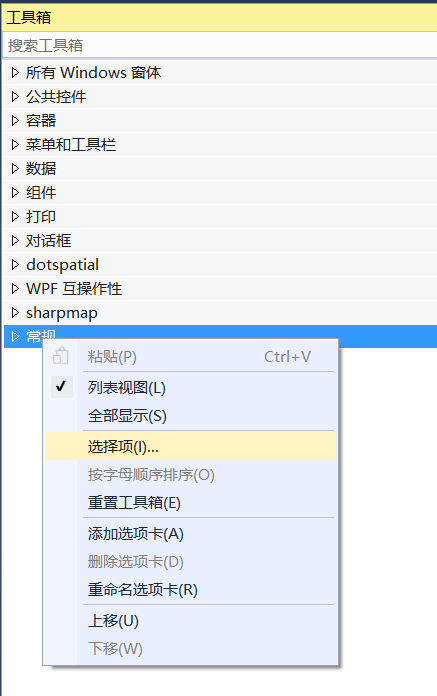 工具箱
搜索工具箱
所有 Windows 窗体
公共控件
容器
菜单和工具栏
数据
组件
打印
对话框
dotspatial
WPF 互操作性
sharpmap
常规
粘贴(P) Ctrl+V
列表视图(L)
全部显示(S)
选择项(I)...
按字母顺序排序(O)
重置工具箱(E)
添加选项卡(A)
删除选项卡(D)
重命名选项卡(R)
上移(U)
下移(W)